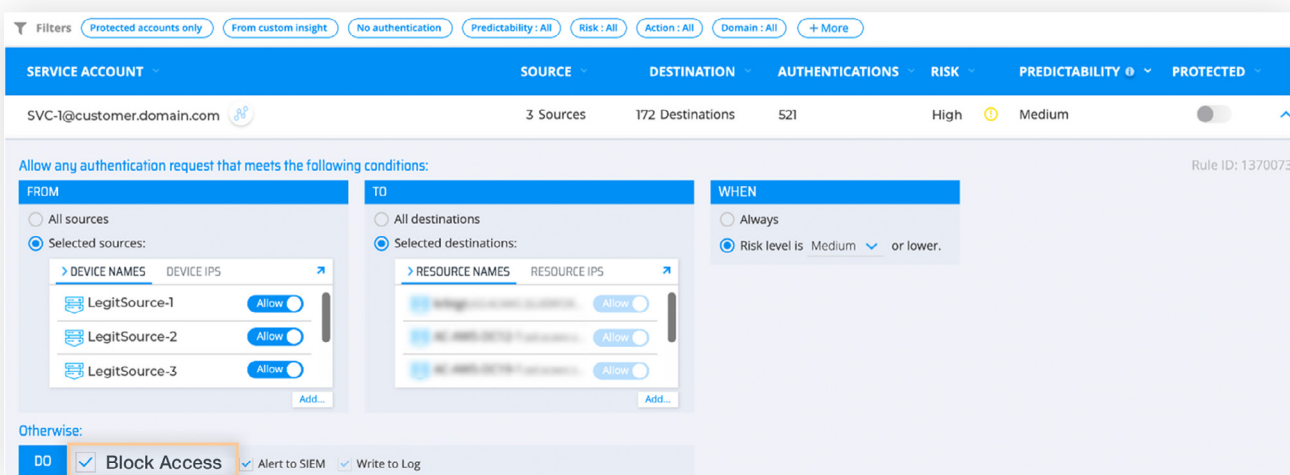 Filters Protected accounts only From custom insight No authentication Predictability : All Risk : All Action : All Domain : All + More
SERVICE ACCOUNT SOURCE DESTINATION AUTHENTICATIONS RISK PREDICTABILITY PROTECTED
SVC-1@customer.domain.com 3 Sources 172 Destinations 521 High Medium
Allow any authentication request that meets the following conditions: Rule ID: 1370073
FROM TO WHEN
All sources All destinations Always
Selected sources: Selected destinations: Risk level is Medium or lower.
DEVICE NAMES DEVICE IPS RESOURCE NAMES RESOURCE IPS
LegitSource-1 Allow Allow
LegitSource-2 Allow Allow
LegitSource-3 Allow Allow
Add... Add...
Otherwise:
DO Block Access Alert to SIEM Write to Log